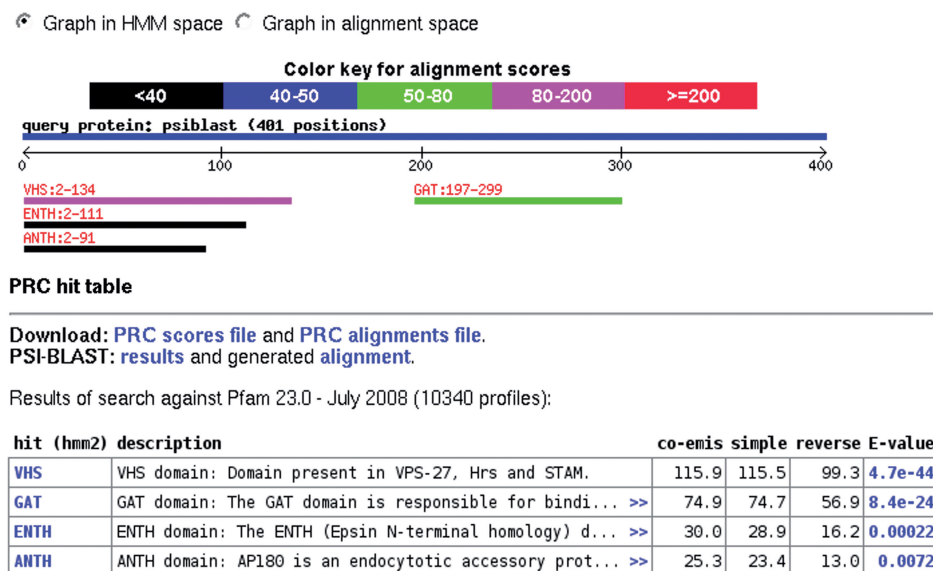 Graph in HMM space Graph in alignment space
Color key for alignment scores
<40 40-50 50-80 80-200 >=200
query protein: psiblast (401 positions)
0 100 200 300 400
VHS:2-134 GAT:197-299
ENTH:2-111
ANTH:2-91
PRC hit table
Download: PRC scores file and PRC alignments file.
PSI-BLAST: results and generated alignment.
Results of search against Pfam 23.0 - July 2008 (10340 profiles):
hit (hmm2) description co-emis simple reverse E-value
VHS VHS domain: Domain present in VPS-27, Hrs and STAM. 115.9 115.5 99.3 4.7e-44
GAT GAT domain: The GAT domain is responsible for bindi... >> 74.9 74.7 56.9 8.4e-24
ENTH ENTH domain: The ENTH (Epsin N-terminal homology) d... >> 30.0 28.9 16.2 0.00022
ANTH ANTH domain: AP180 is an endocytotic accessory prot... >> 25.3 23.4 13.0 0.0072